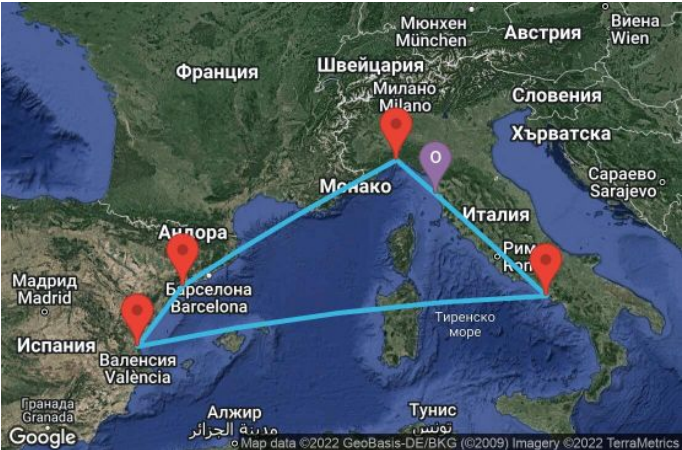 Мюнхен
München
Австрия
Виена
Wien
Франция
Швейцария
Милано
Milano
Словения
Хърватска
O
Монако
Сараево
Sarajevo
Италия
Андора
Рим
Мадрид
Madrid
Барселона
Barcelona
Тиренско
море
Испания
Валенсия
València
Гранада
Granada
Алжир
مدينة الجزائر
Тунис
تونس
Google
Map data ©2022 GeoBasis-DE/BKG (©2009) Imagery ©2022 TerraMetrics